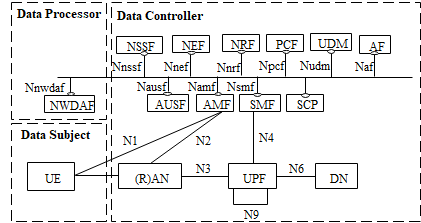 Data Processor Data Controller
NSSF NEF NRF PCF UDM AF
Nnssf Nnef Nnrf Npcf Nudm Naf
Nnwdaf Nausf Namf Nsmf
NWDAF AUSF AMF SMF SCP
Data Subject
N1 N2 N4
UE (R)AN N3 UPF N6 DN
N9